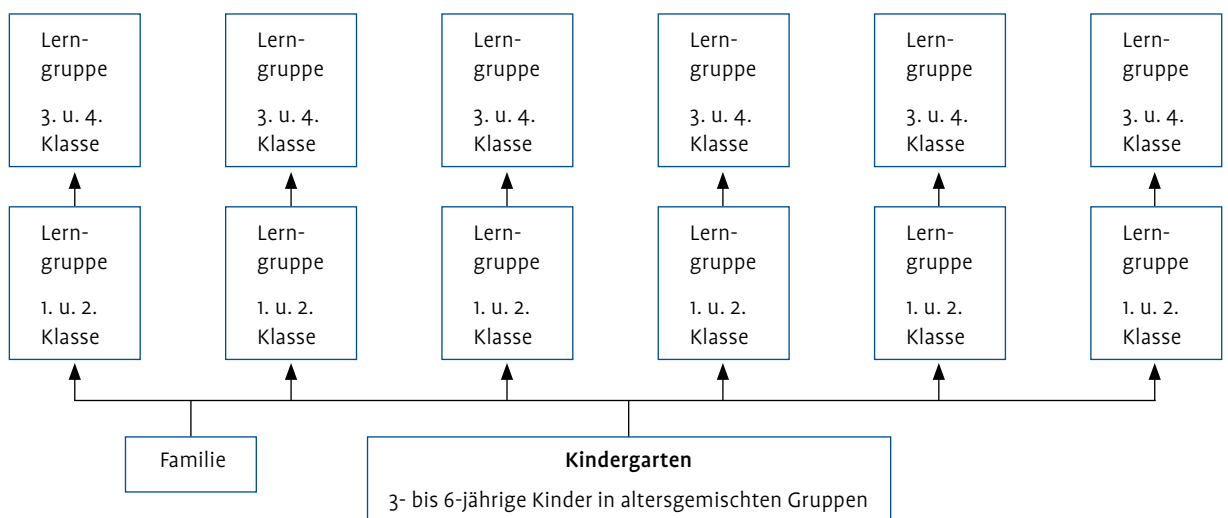 Lern-
gruppe
3. u. 4.
Klasse
Lern-
gruppe
3. u. 4.
Klasse
Lern-
gruppe
3. u. 4.
Klasse
Lern-
gruppe
3. u. 4.
Klasse
Lern-
gruppe
3. u. 4.
Klasse
Lern-
gruppe
3. u. 4.
Klasse
Lern-
gruppe
1. u. 2.
Klasse
Lern-
gruppe
1. u. 2.
Klasse
Lern-
gruppe
1. u. 2.
Klasse
Lern-
gruppe
1. u. 2.
Klasse
Lern-
gruppe
1. u. 2.
Klasse
Lern-
gruppe
1. u. 2.
Klasse
Familie
Kindergarten
3- bis 6-jährige Kinder in altersgemischten Gruppen